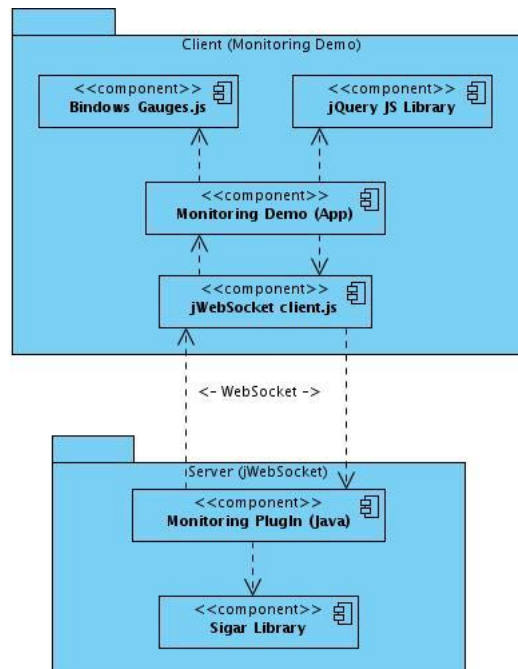 Client (Monitoring Demo)
<<component>>
Bindows Gauges.js
<<component>>
jQuery JS Library
<<component>>
Monitoring Demo (App)
<<component>>
jWebSocket client.js
<- WebSocket ->
Server (jWebSocket)
<<component>>
Monitoring PlugIn (Java)
<<component>>
Sigar Library